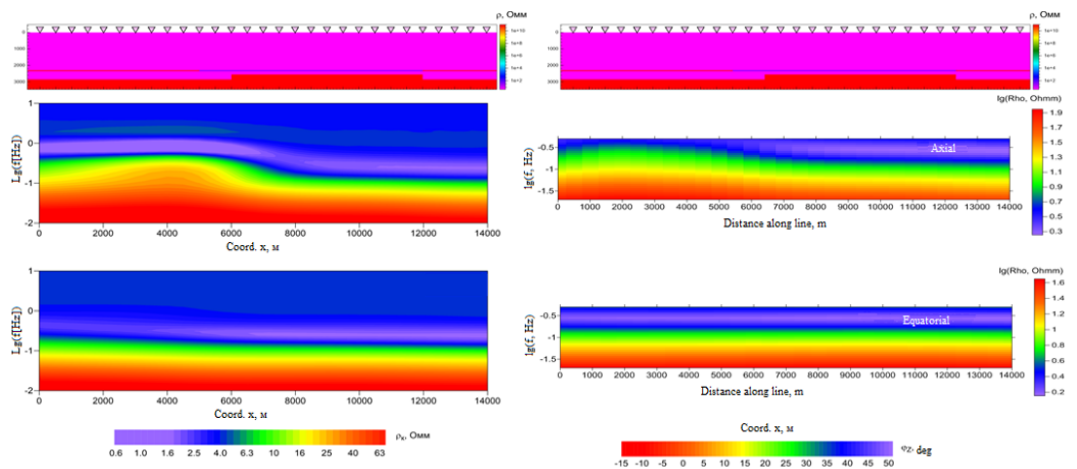 ρ, Омм
0
1000
2000
3000
1e+10
1e+8
1e+6
1e+4
1e+2
ρ, Омм
0
1000
2000
3000
1e+10
1e+8
1e+6
1e+4
1e+2
Lg(f[Hz])
1
0
-1
-2
0 2000 4000 6000 8000 10000 12000 14000
Coord. x, м
lg(f, Hz)
-0.5
-1
-1.5
Axial
0 1000 2000 3000 4000 5000 6000 7000 8000 9000 10000 11000 12000 13000 14000
Distance along line, m
lg(Rho, Ohmm)
1.9
1.8
1.6
1.4
1.2
1.0
0.8
0.7
0.5
0.3
Lg(f[Hz])
1
0
-1
-2
0 2000 4000 6000 8000 10000 12000 14000
Coord. x, м
lg(f, Hz)
-0.5
-1
-1.5
Equatorial
0 1000 2000 3000 4000 5000 6000 7000 8000 9000 10000 11000 12000 13000 14000
Distance along line, m
lg(Rho, Ohmm)
1.6
1.4
1.2
1.0
0.8
0.6
0.4
0.2
ρₖ, Омм
0.6 1.0 1.6 2.5 4.0 6.3 10 16 25 40 63
Coord. x, м
φZ, deg
-15 -10 -5 0 5 10 15 20 25 30 35 40 45 50